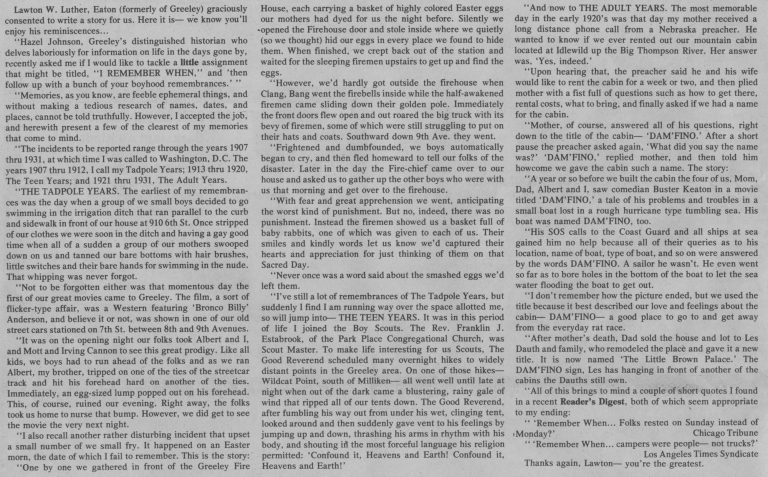 Lawton W. Luther, Eaton (formerly of Greeley) graciously
consented to write a story for us. Here it is— we know you'll
enjoy his reminiscences...
"Hazel Johnson, Greeley's distinguished historian who
delves laboriously for information on life in the days gone by,
recently asked me if I would like to tackle a little assignment
that might be titled, "I REMEMBER WHEN," and 'then
follow up with a bunch of your boyhood remembrances.' "
"Memories, as you know, are feeble ephemeral things, and
without making a tedious research of names, dates, and
places, cannot be told truthfully. However, I accepted the job,
and herewith present a few of the clearest of my memories
that come to mind.
"The incidents to be reported range through the years 1907
thru 1931, at which time I was called to Washington, D.C. The
years 1907 thru 1912, I call my Tadpole Years; 1913 thru 1920,
The Teen Years; and 1921 thru 1931, The Adult Years.
"THE TADPOLE YEARS. The earliest of my remembran-
ces was the day when a group of we small boys decided to go
swimming in the irrigation ditch that ran parallel to the curb
and sidewalk in front of our house at 910 6th St. Once stripped
of our clothes we were soon in the ditch and having a gay good
time when all of a sudden a group of our mothers swooped
down on us and tanned our bare bottoms with hair brushes,
little switches and their bare hands for swimming in the nude.
That whipping was never forgot.
"Not to be forgotten either was that momentous day the
first of our great movies came to Greeley. The film, a sort of
flicker-type affair, was a Western featuring 'Bronco Billy'
Anderson, and believe it or not, was shown in one of our old
street cars stationed on 7th St. between 8th and 9th Avenues.
"It was on the opening night our folks took Albert and I,
and Mott and Irving Cannon to see this great prodigy. Like all
kids, we boys had to run ahead of the folks and as we ran
Albert, my brother, tripped on one of the ties of the streetcar
track and hit his forehead hard on another of the ties.
Immediately, an egg-sized lump popped out on his forehead.
This, of course, ruined our evening. Right away, the folks
took us home to nurse that bump. However, we did get to see
the movie the very next night.
"I also recall another rather disturbing incident that upset
a small number of we small fry. It happened on an Easter
morn, the date of which I fail to remember. This is the story:
"One by one we gathered in front of the Greeley Fire
House, each carrying a basket of highly colored Easter eggs
our mothers had dyed for us the night before. Silently we
opened the Firehouse door and stole inside where we quietly
(so we thought) hid our eggs in every place we found to hide
them. When finished, we crept back out of the station and
waited for the sleeping firemen upstairs to get up and find the
eggs.
"However, we'd hardly got outside the firehouse when
Clang, Bang went the firebells inside while the half-awakened
firemen came sliding down their golden pole. Immediately
the front doors flew open and out roared the big truck with its
bevy of firemen, some of which were still struggling to put on
their hats and coats. Southward down 9th Ave. they went.
"Frightened and dumbfounded, we boys automatically
began to cry, and then fled homeward to tell our folks of the
disaster. Later in the day the Fire-chief came over to our
house and asked us to gather up the other boys who were with
us that morning and get over to the firehouse.
"With fear and great apprehension we went, anticipating
the worst kind of punishment. But no, indeed, there was no
punishment. Instead the firemen showed us a basket full of
baby rabbits, one of which was given to each of us. Their
smiles and kindly words let us know we'd captured their
hearts and appreciation for just thinking of them on that
Sacred Day.
"Never once was a word said about the smashed eggs we'd
left them.
"I've still a lot of remembrances of The Tadpole Years, but
suddenly I find I am running way over the space allotted me,
so will jump into— THE TEEN YEARS. It was in this period
of life I joined the Boy Scouts. The Rev. Franklin J.
Estabrook, of the Park Place Congregational Church, was
Scout Master. To make life interesting for us Scouts, The
Good Reverend scheduled many overnight hikes to widely
distant points in the Greeley area. On one of those hikes—
Wildcat Point, south of Milliken— all went well until late at
night when out of the dark came a blustering, rainy gale of
wind that ripped all of our tents down. The Good Reverend,
after fumbling his way out from under his wet, clinging tent,
looked around and then suddenly gave vent to his feelings by
jumping up and down, thrashing his arms in rhythm with his
body, and shouting if the most forceful language his religion
permitted: 'Confound it, Heavens and Earth! Confound it,
Heavens and Earth!'
"And now to THE ADULT YEARS. The most memorable
day in the early 1920's was that day my mother received a
long distance phone call from a Nebraska preacher. He
wanted to know if we ever rented out our mountain cabin
located at Idlewild up the Big Thompson River. Her answer
was, 'Yes, indeed.'
"Upon hearing that, the preacher said he and his wife
would like to rent the cabin for a week or two, and then plied
mother with a fist full of questions such as how to get there,
rental costs, what to bring, and finally asked if we had a name
for the cabin.
"Mother, of course, answered all of his questions, right
down to the title of the cabin— 'DAM'FINO.' After a short
pause the preacher asked again, 'What did you say the name
was?' 'DAM'FINO,' replied mother, and then told him
howcome we gave the cabin such a name. The story:
"A year or so before we built the cabin the four of us, Mom,
Dad, Albert and I, saw comedian Buster Keaton in a movie
titled 'DAM'FINO,' a tale of his problems and troubles in a
small boat lost in a rough hurricane type tumbling sea. His
boat was named DAM'FINO, too.
"His SOS calls to the Coast Guard and all ships at sea
gained him no help because all of their queries as to his
location, name of boat, type of boat, and so on were answered
by the words DAM'FINO. A sailor he wasn't. He even went
so far as to bore holes in the bottom of the boat to let the sea
water flooding the boat to get out.
"I don't remember how the picture ended, but we used the
title because it best described our love and feelings about the
cabin— DAM'FINO— a good place to go to and get away
from the everyday rat race.
"After mother's death, Dad sold the house and lot to Les
Dauth and family, who remodeled the place and gave it a new
title. It is now named 'The Little Brown Palace.' The
DAM'FINO sign, Les has hanging in front of another of the
cabins the Dauths still own.
"All of this brings to mind a couple of short quotes I found
in a recent Reader's Digest, both of which seem appropriate
to my ending:
" 'Remember When... Folks rested on Sunday instead of
Monday?'
Chicago Tribune
" 'Remember When... campers were people— not trucks?'
Los Angeles Times Syndicate
Thanks again, Lawton— you're the greatest.